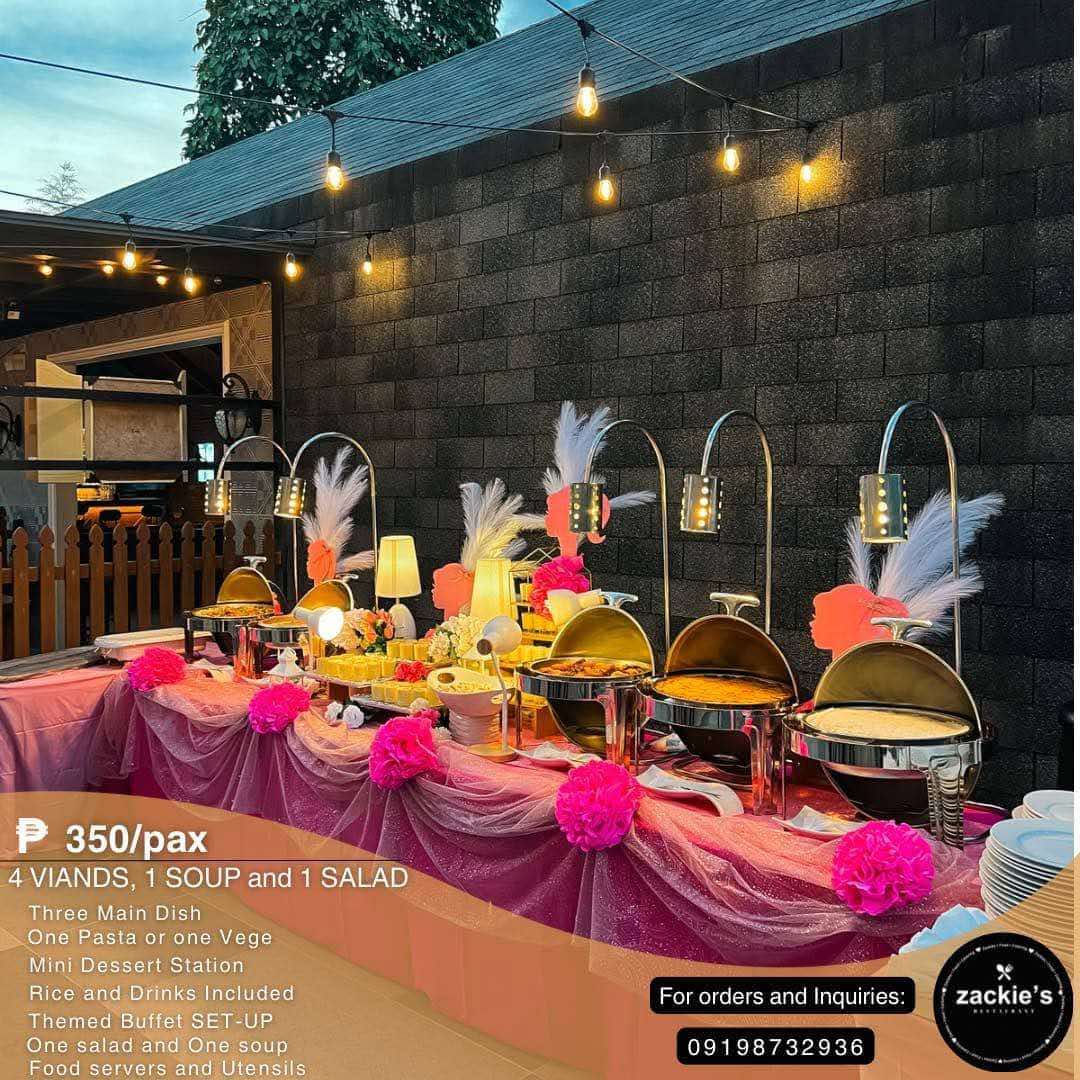 ₱ 350/pax
4 VIANDS, 1 SOUP and 1 SALAD
Three Main Dish
One Pasta or one Vege
Mini Dessert Station
Rice and Drinks Included
Themed Buffet SET-UP
One salad and One soup
Food servers and Utensils
For orders and Inquiries:
09198732936
zackie's
RESTAURANT